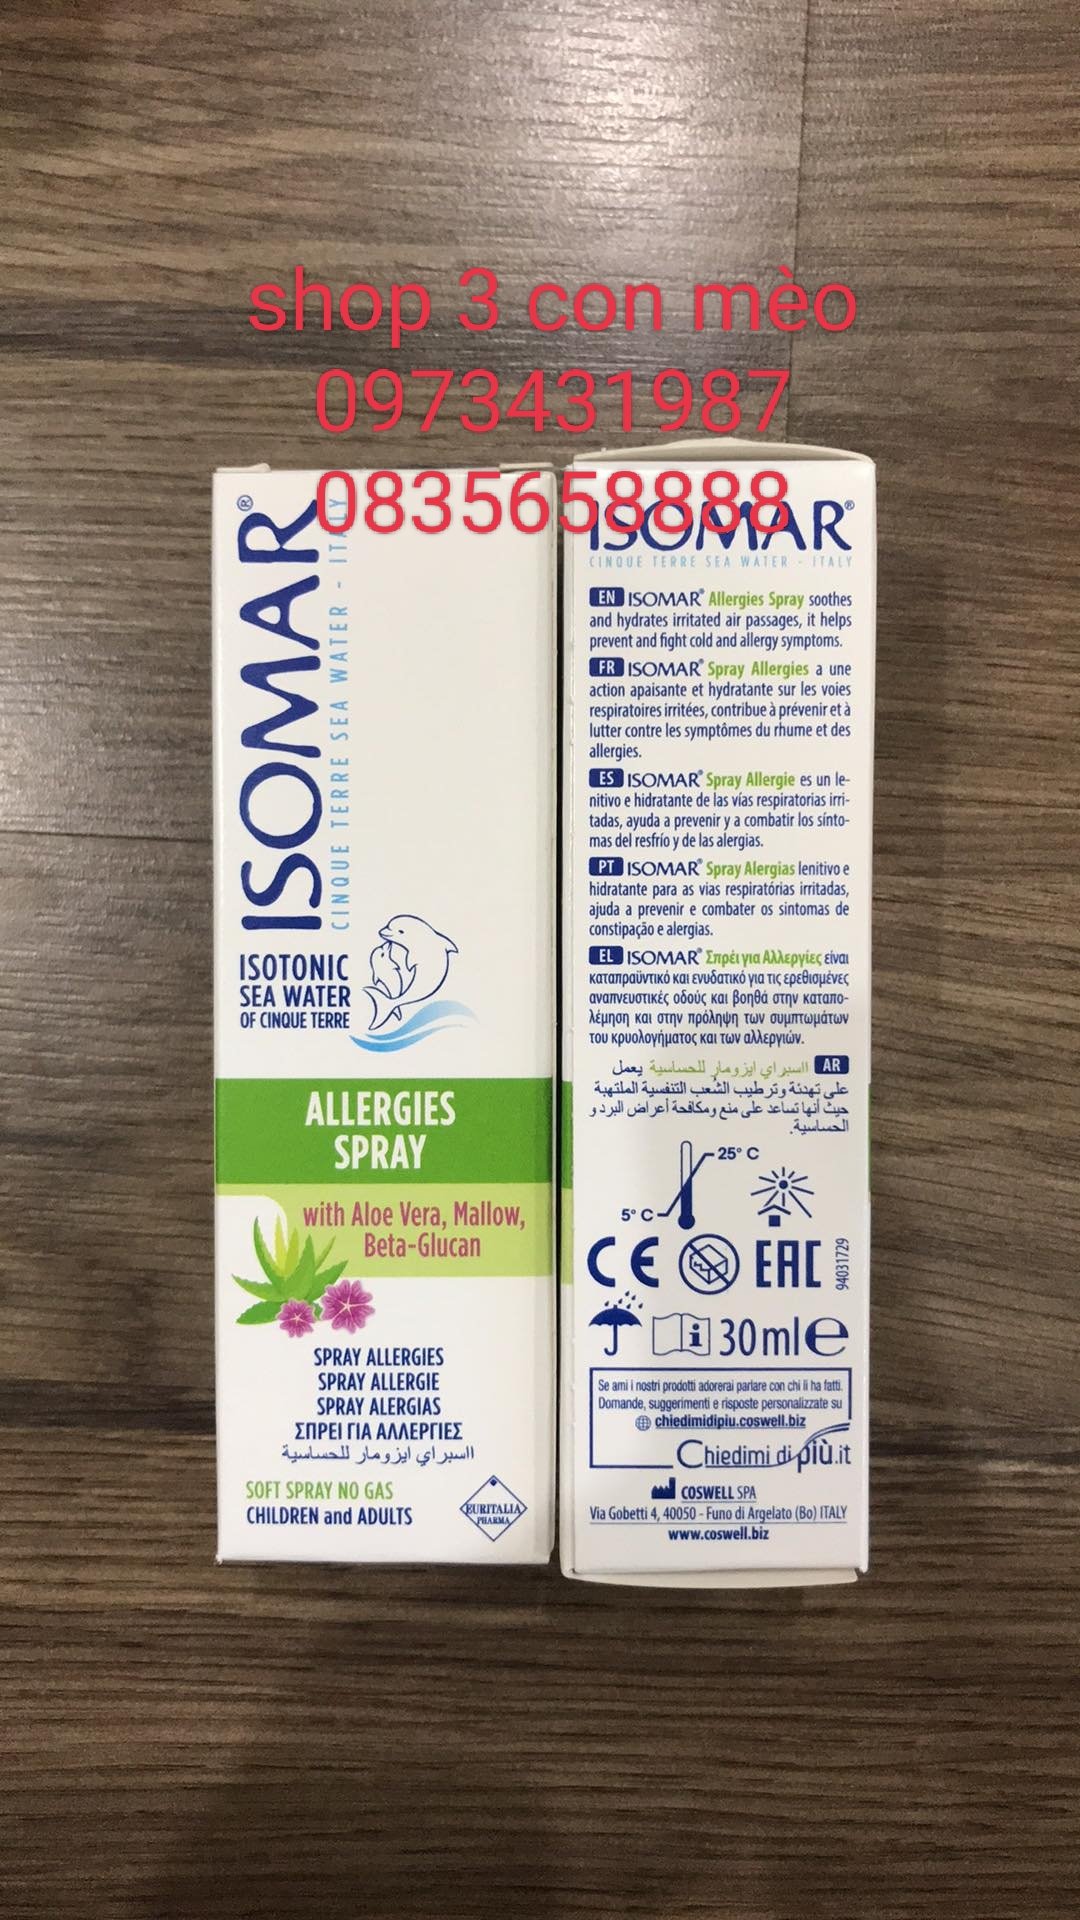 shop 3 con mèo
0973431987
0835658888
ISOMAR®
CINQUE TERRE SEA WATER - ITALY
ISOTONIC
SEA WATER
OF CINQUE TERRE
ALLERGIES
SPRAY
with Aloe Vera, Mallow,
Beta-Glucan
SPRAY ALLERGIES
SPRAY ALLERGIE
SPRAY ALERGIAS
ΣΠΡΕΙ ΓΙΑ ΑΛΛΕΡΓΙΕΣ
ااسبراي ايزومار للحساسية
SOFT SPRAY NO GAS
CHILDREN and ADULTS
EURITALIA
PHARMA
ISOMAR®
CINQUE TERRE SEA WATER - ITALY
EN ISOMAR® Allergies Spray soothes
and hydrates irritated air passages, it helps
prevent and fight cold and allergy symptoms.
FR ISOMAR® Spray Allergies a une
action apaisante et hydratante sur les voies
respiratoires irritées, contribue à prévenir et à
lutter contre les symptômes du rhume et des
allergies.
ES ISOMAR® Spray Allergie es un le-
nitivo e hidratante de las vías respiratorias irri-
tadas, ayuda a prevenir y a combatir los sínto-
mas del resfrío y de las alergias.
PT ISOMAR® Spray Alergias lenitivo e
hidratante para as vias respiratórias irritadas,
ajuda a prevenir e combater os sintomas de
constipação e alergias.
EL ISOMAR® Σπρέι για Αλλεργίες είναι
καταπραϋντικό και ενυδατικό για τις ερεθισμένες
αναπνευστικές οδούς και βοηθά στην καταπο-
λέμηση και στην πρόληψη των συμπτωμάτων
του κρυολογήματος και των αλλεργιών.
AR ااسبراي ايزومار للحساسية يعمل
على تهدئة وترطيب الشُعب التنفسية الملتهبة
حيث أنها تساعد على منع ومكافحة أعراض البرد و
الحساسية.
25° C
5° C
CE EAC
94031729
i 30 ml e
Se ami i nostri prodotti adorerai parlare con chi li ha fatti.
Domande, suggerimenti e risposte personalizzate su
chiedimidipiu.coswell.biz
Chiedimi di più.it
COSWELL SPA
Via Gobetti 4, 40050 - Funo di Argelato (Bo) ITALY
www.coswell.biz